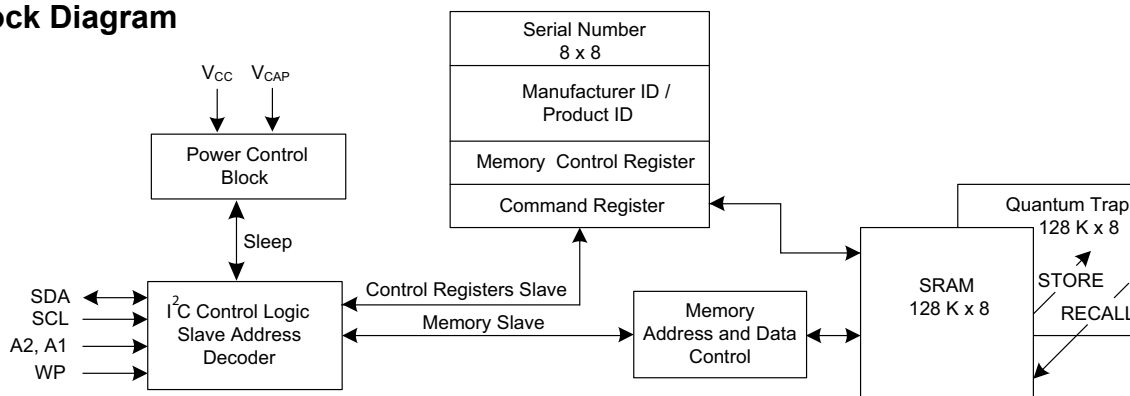 ock Diagram
Serial Number
8 x 8
Manufacturer ID /
Product ID
Memory Control Register
Command Register
VCC VCAP
Power Control
Block
Sleep
Quantum Trap
128 K x 8
SRAM
128 K x 8
STORE
RECALL
SDA
SCL
A2, A1
WP
I2C Control Logic
Slave Address
Decoder
Control Registers Slave
Memory Slave
Memory
Address and Data
Control